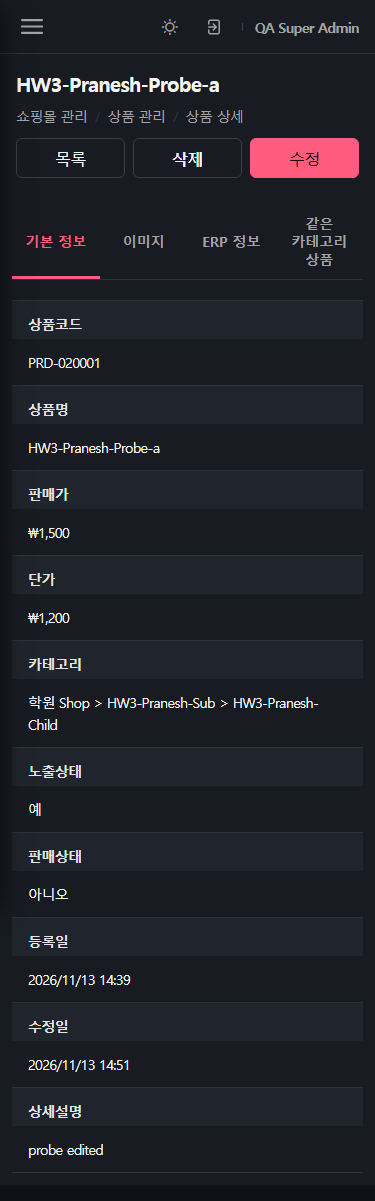 QA Super Admin
HW3-Pranesh-Probe-a
쇼핑몰 관리 / 상품 관리 / 상품 상세
목록 삭제 수정
기본 정보 이미지 ERP 정보 같은
카테고리
상품
상품코드
PRD-020001
상품명
HW3-Pranesh-Probe-a
판매가
₩1,500
단가
₩1,200
카테고리
학원 Shop > HW3-Pranesh-Sub > HW3-Pranesh-
Child
노출상태
예
판매상태
아니오
등록일
2026/11/13 14:39
수정일
2026/11/13 14:51
상세설명
probe edited